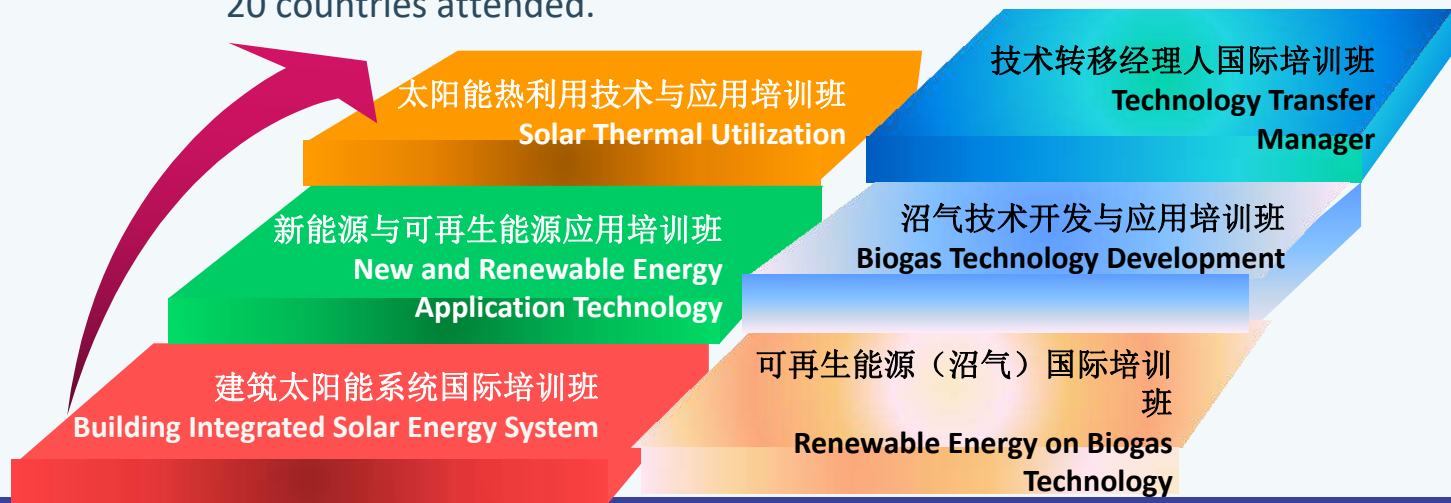 20 countries attended.
太阳能热利用技术与应用培训班
Solar Thermal Utilization
技术转移经理人国际培训班
Technology Transfer
Manager
新能源与可再生能源应用培训班
New and Renewable Energy
Application Technology
沼气技术开发与应用培训班
Biogas Technology Development
建筑太阳能系统国际培训班
Building Integrated Solar Energy System
可再生能源（沼气）国际培训
班
Renewable Energy on Biogas
Technology